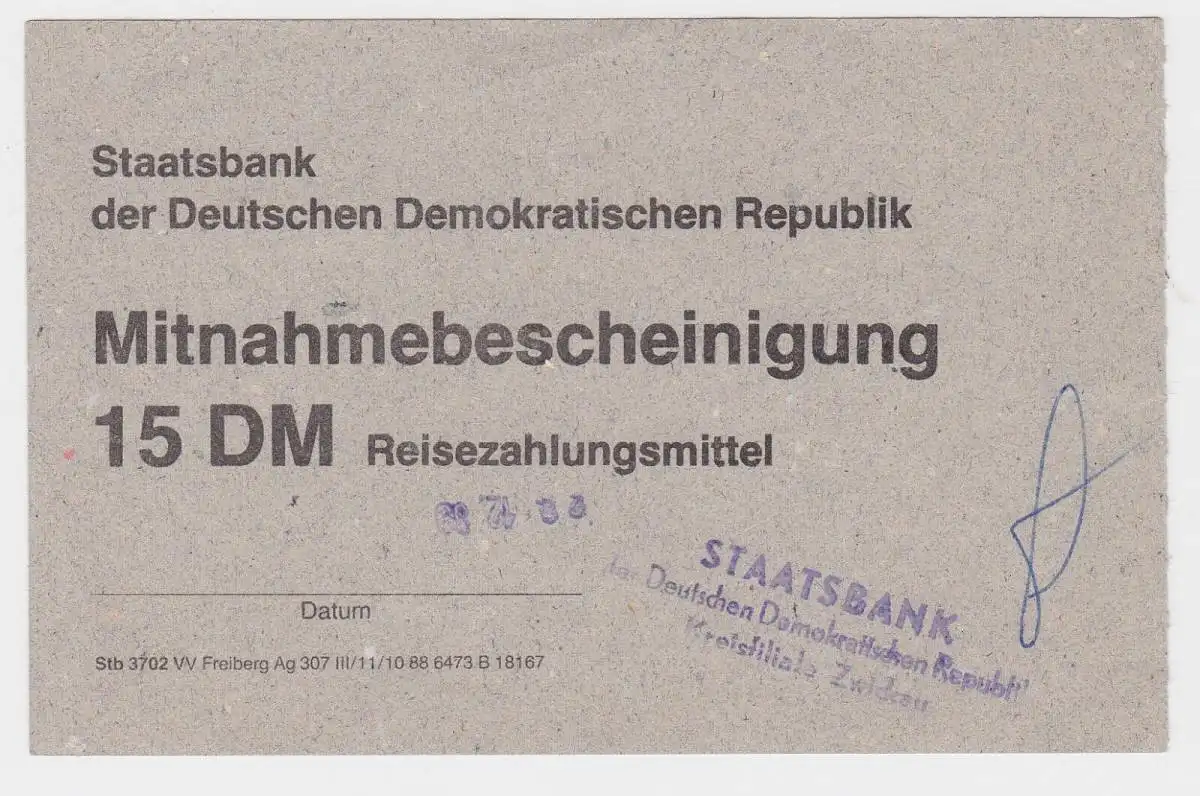 Staatsbank
der Deutschen Demokratischen Republik
Mitnahmebescheinigung
15 DM Reisezahlungsmittel
Datum
Stb 3702 VV Freiberg Ag 307 III/11/10 88 6473 B 18167
STAATSBANK
der Deutschen Demokratischen Republi
Kreisfiliale Zwickau